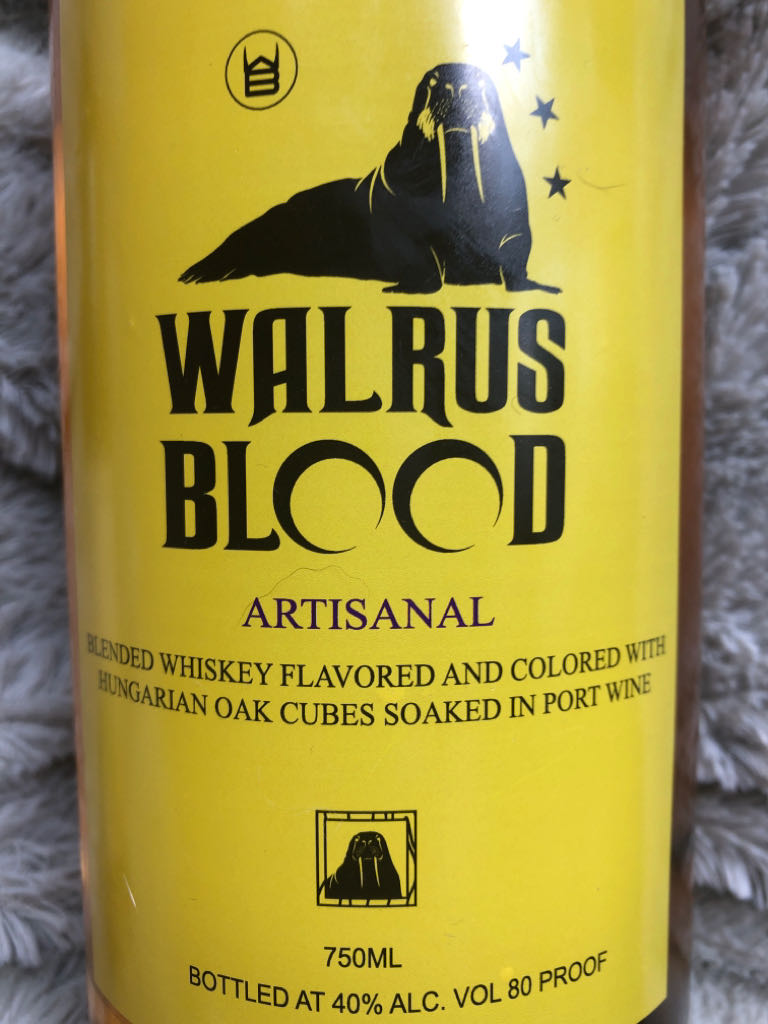 WALRUS
BLOOD
ARTISANAL
BLENDED WHISKEY FLAVORED AND COLORED WITH
HUNGARIAN OAK CUBES SOAKED IN PORT WINE
750ML
BOTTLED AT 40% ALC. VOL 80 PROOF